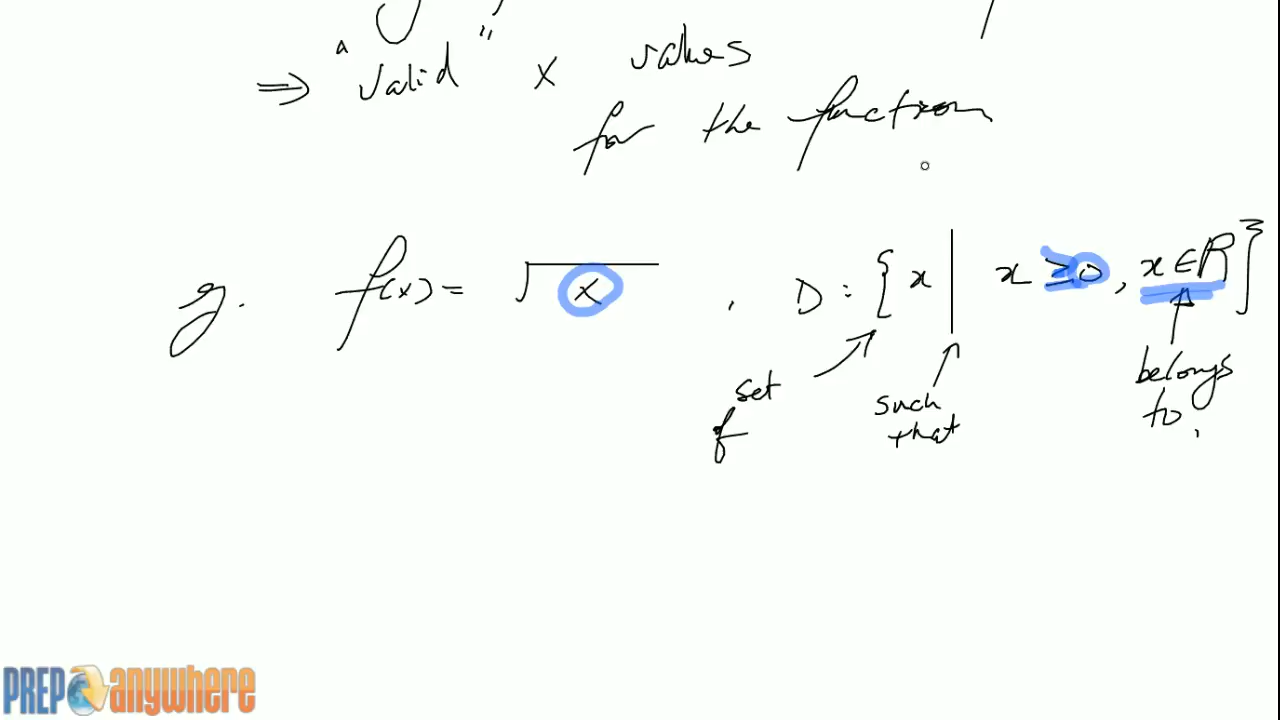 ⇒ "valid" x values
for the function
eg. f(x) = √x , D : { x | x ≥ 0, x ∈ ℝ }
set of
such that
belongs to,
PREP anywhere